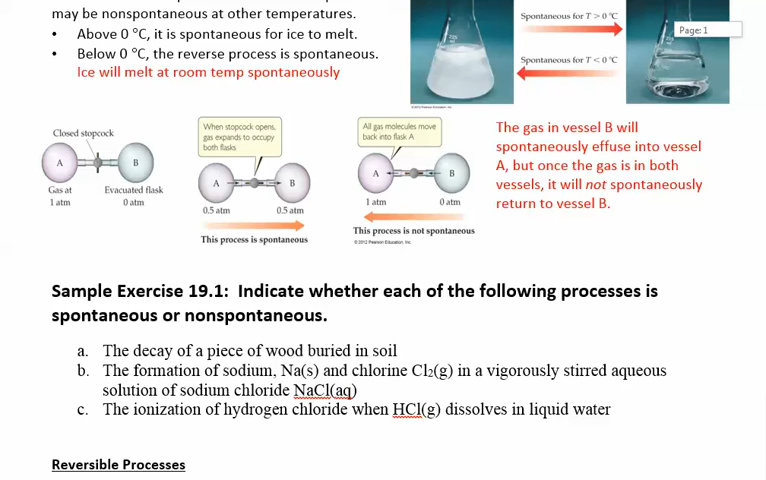 may be nonspontaneous at other temperatures.
• Above 0 °C, it is spontaneous for ice to melt.
• Below 0 °C, the reverse process is spontaneous.
Ice will melt at room temp spontaneously
Spontaneous for T > 0 °C
Page: 1
Spontaneous for T < 0 °C
©2012 Pearson Education, Inc.
Closed stopcock
A
B
Gas at
1 atm
Evacuated flask
0 atm
When stopcock opens,
gas expands to occupy
both flasks
A
B
0.5 atm
0.5 atm
This process is spontaneous
All gas molecules move
back into flask A
A
B
1 atm
0 atm
This process is not spontaneous
©2012 Pearson Education, Inc.
The gas in vessel B will
spontaneously effuse into vessel
A, but once the gas is in both
vessels, it will not spontaneously
return to vessel B.
Sample Exercise 19.1: Indicate whether each of the following processes is
spontaneous or nonspontaneous.
a. The decay of a piece of wood buried in soil
b. The formation of sodium, Na(s) and chlorine Cl₂(g) in a vigorously stirred aqueous
solution of sodium chloride NaCl(aq)
c. The ionization of hydrogen chloride when HCl(g) dissolves in liquid water
Reversible Processes